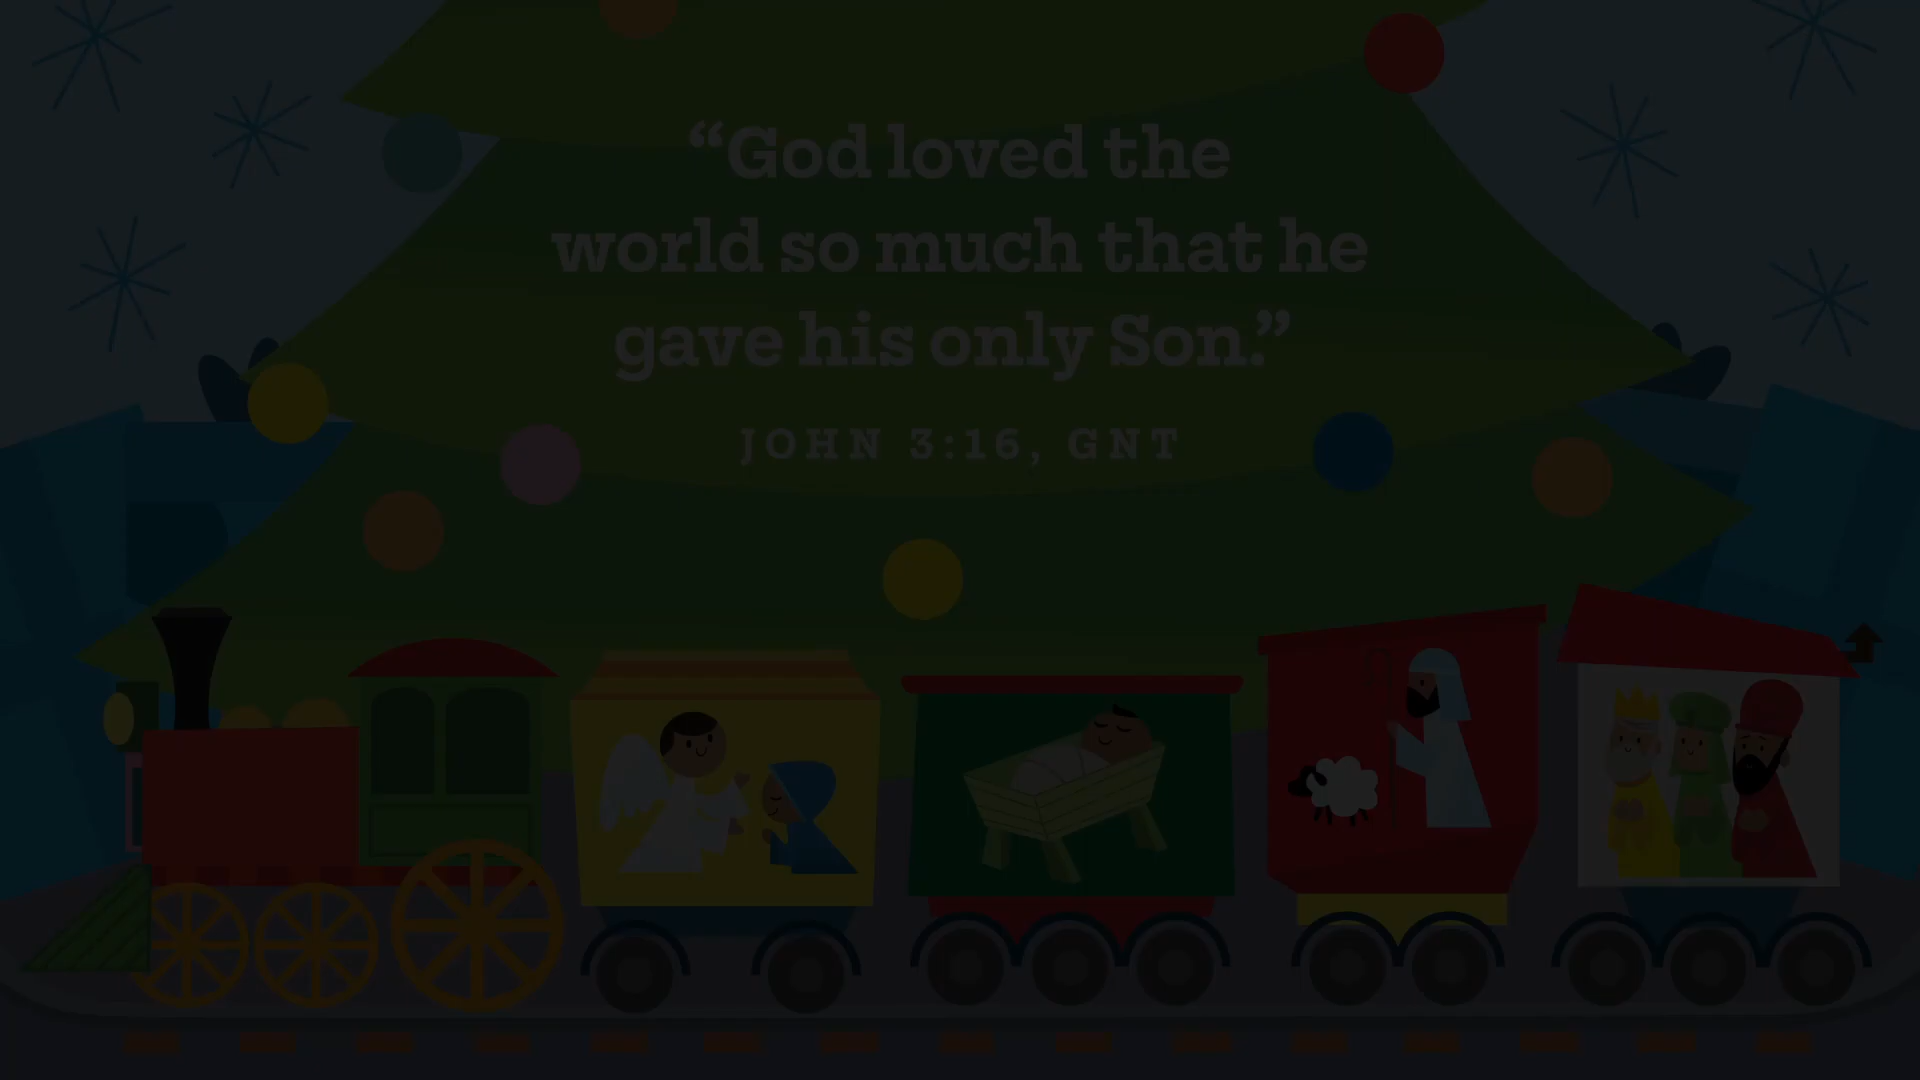 “God loved the
world so much that he
gave his only Son.”
JOHN 3:16, GNT